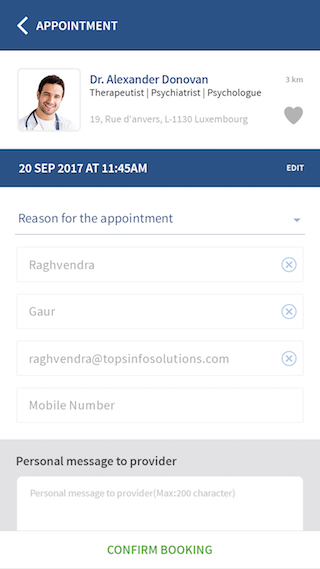 APPOINTMENT
Dr. Alexander Donovan
3 km
Therapeutist | Psychiatrist | Psychologue
19, Rue d'anvers, L-1130 Luxembourg
20 SEP 2017 AT 11:45AM
EDIT
Reason for the appointment
Raghvendra
Gaur
raghvendra@topsinfosolutions.com
Mobile Number
Personal message to provider
Personal message to provider(Max:200 character)
CONFIRM BOOKING